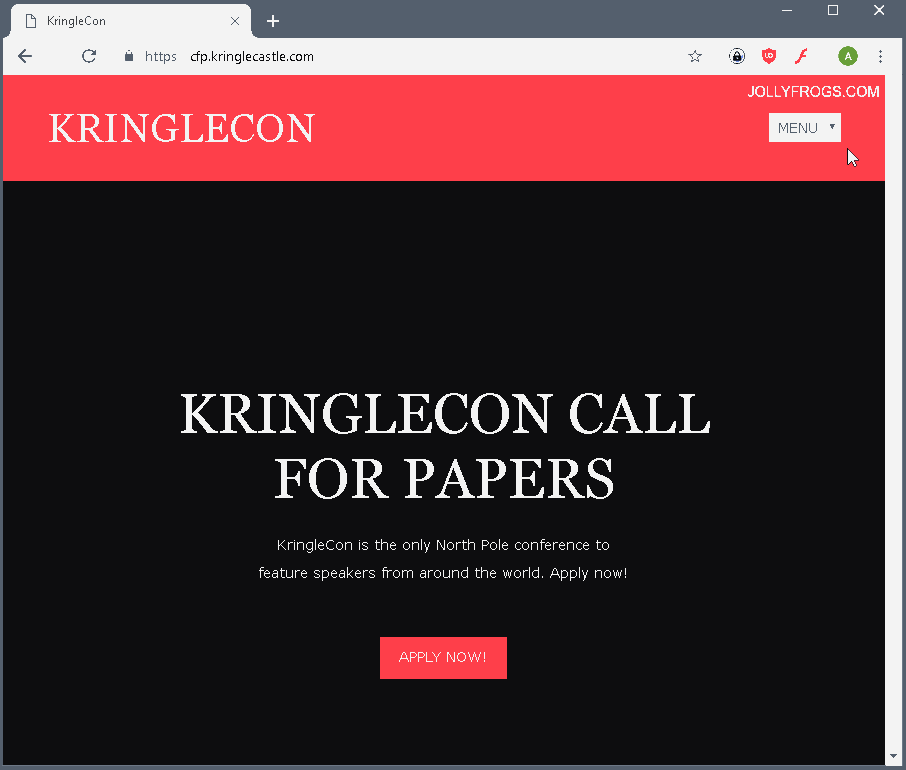 KringleCon
https cfp.kringlecastle.com
A
JOLLYFROGS.COM
KRINGLECON
MENU
KRINGLECON CALL
FOR PAPERS
KringleCon is the only North Pole conference to
feature speakers from around the world. Apply now!
APPLY NOW!